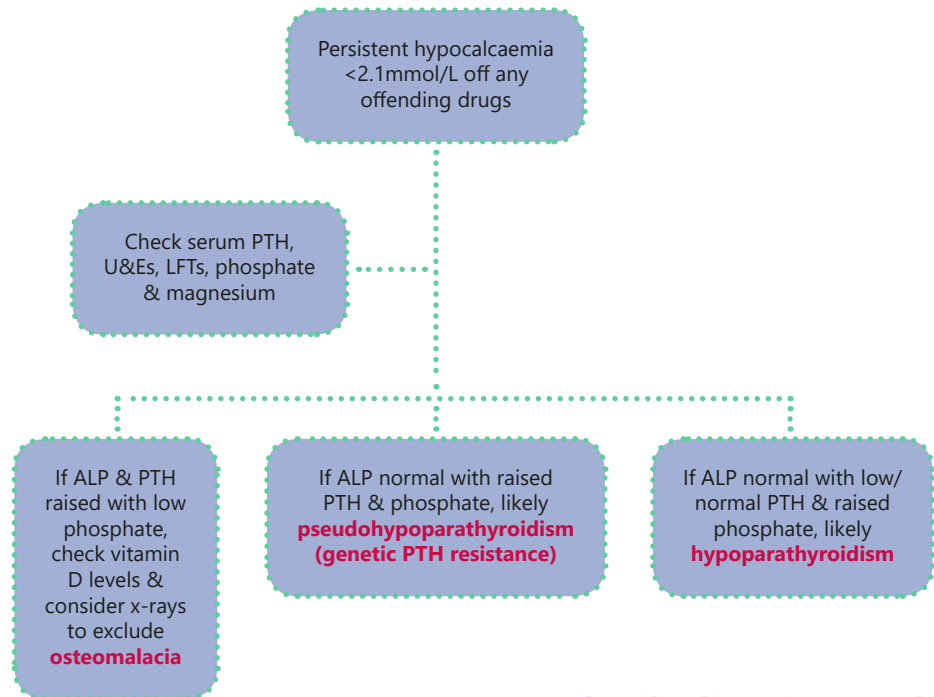 Persistent hypocalcaemia
<2.1mmol/L off any
offending drugs
Check serum PTH,
U&Es, LFTs, phosphate
& magnesium
If ALP & PTH
raised with low
phosphate,
check vitamin
D levels &
consider x-rays
to exclude
osteomalacia
If ALP normal with raised
PTH & phosphate, likely
pseudohypoparathyroidism
(genetic PTH resistance)
If ALP normal with low/
normal PTH & raised
phosphate, likely
hypoparathyroidism